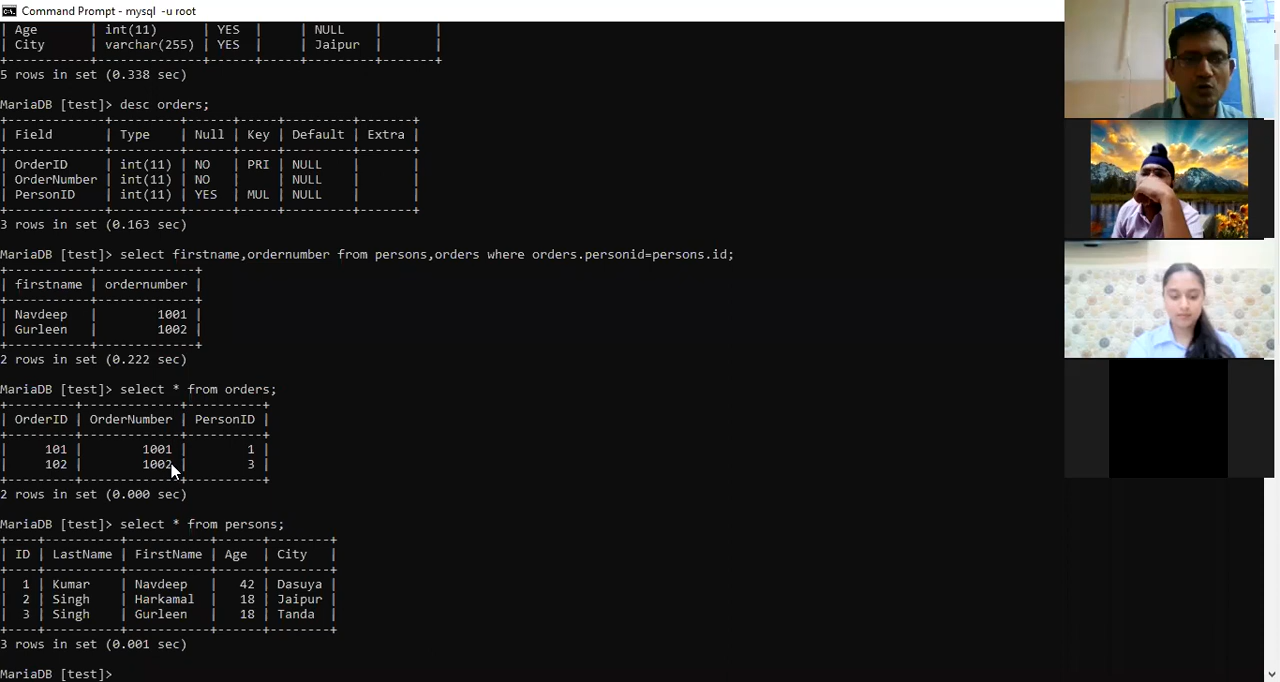 Command Prompt - mysql -u root
| Age | int(11) | YES | | NULL | |
| City | varchar(255) | YES | | Jaipur | |
+-------------+--------------+------+-----+---------+-------+
5 rows in set (0.338 sec)
MariaDB [test]> desc orders;
+-------------+---------+------+-----+---------+-------+
| Field | Type | Null | Key | Default | Extra |
+-------------+---------+------+-----+---------+-------+
| OrderID | int(11) | NO | PRI | NULL | |
| OrderNumber | int(11) | NO | | NULL | |
| PersonID | int(11) | YES | MUL | NULL | |
+-------------+---------+------+-----+---------+-------+
3 rows in set (0.163 sec)
MariaDB [test]> select firstname,ordernumber from persons,orders where orders.personid=persons.id;
+-----------+-------------+
| firstname | ordernumber |
+-----------+-------------+
| Navdeep | 1001 |
| Gurleen | 1002 |
+-----------+-------------+
2 rows in set (0.222 sec)
MariaDB [test]> select * from orders;
+---------+-------------+----------+
| OrderID | OrderNumber | PersonID |
+---------+-------------+----------+
| 101 | 1001 | 1 |
| 102 | 1002 | 3 |
+---------+-------------+----------+
2 rows in set (0.000 sec)
MariaDB [test]> select * from persons;
+----+----------+-----------+------+--------+
| ID | LastName | FirstName | Age | City |
+----+----------+-----------+------+--------+
| 1 | Kumar | Navdeep | 42 | Dasuya |
| 2 | Singh | Harkamal | 18 | Jaipur |
| 3 | Singh | Gurleen | 18 | Tanda |
+----+----------+-----------+------+--------+
3 rows in set (0.001 sec)
MariaDB [test]>